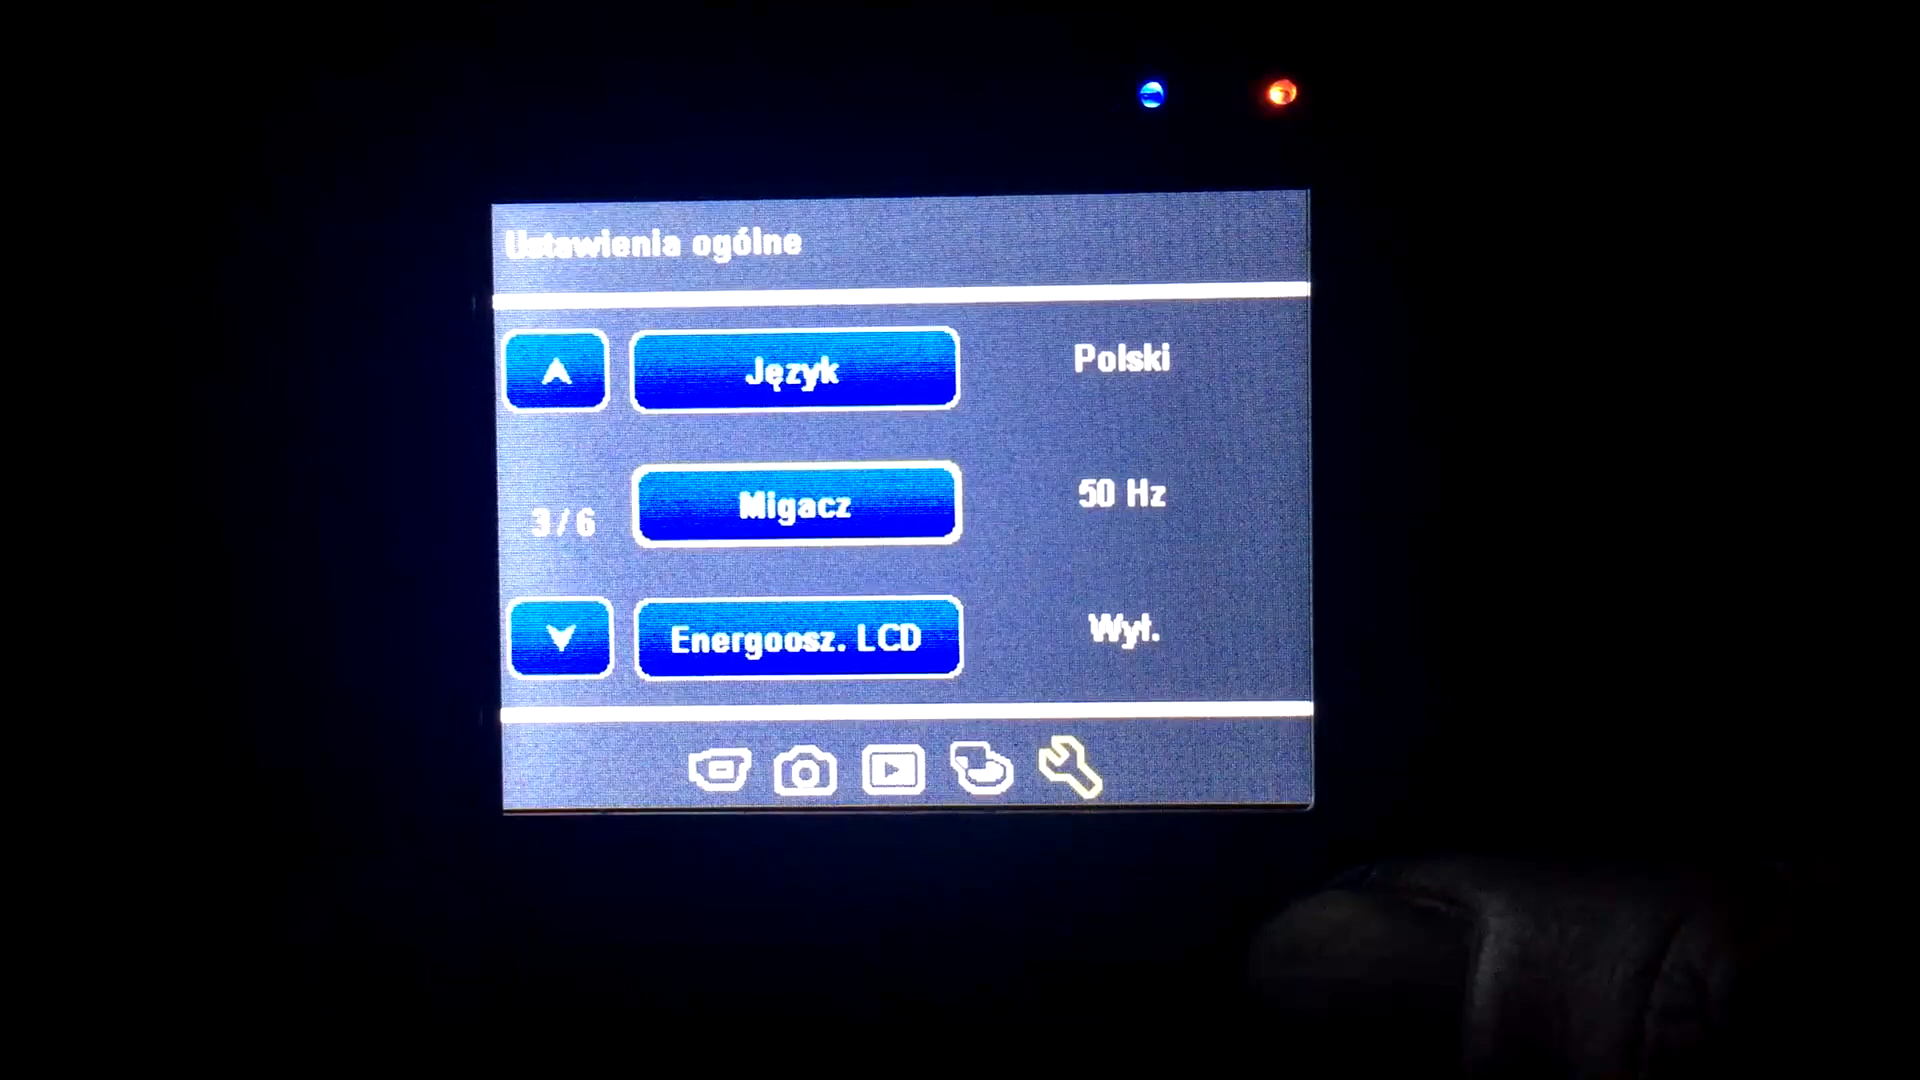 Ustawienia ogólne
Język
Polski
Migacz
50 Hz
3/6
Energoosz. LCD
Wył.